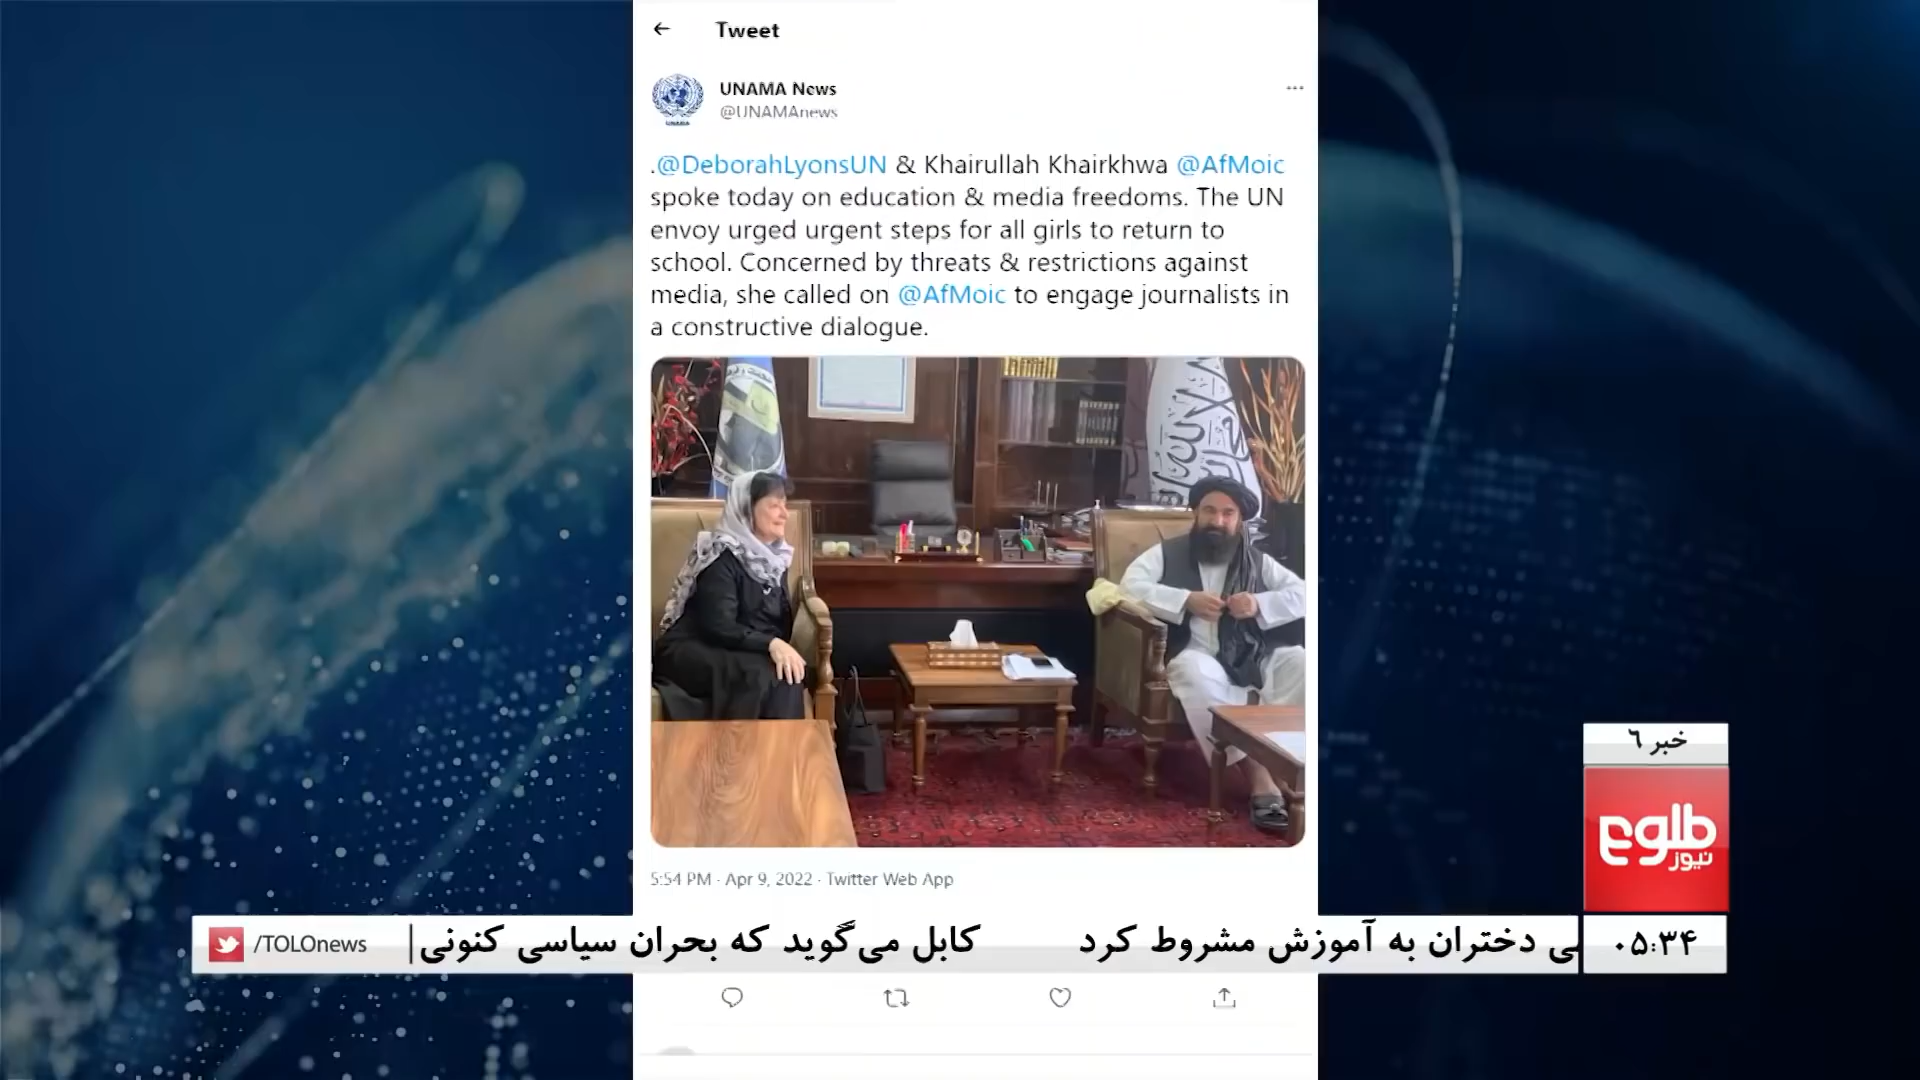 Tweet
UNAMA News
@UNAMAnews
UNAMA
.@DeborahLyonsUN & Khairullah Khairkhwa @AfMoic
spoke today on education & media freedoms. The UN
envoy urged urgent steps for all girls to return to
school. Concerned by threats & restrictions against
media, she called on @AfMoic to engage journalists in
a constructive dialogue.
5:54 PM · Apr 9, 2022 · Twitter Web App
خبر ٦
طلوع
نیوز
/TOLOnews
ی دختران به آموزش مشروط کرد
کابل می‌گوید که بحران سیاسی کنونی
۰۵:۳۴